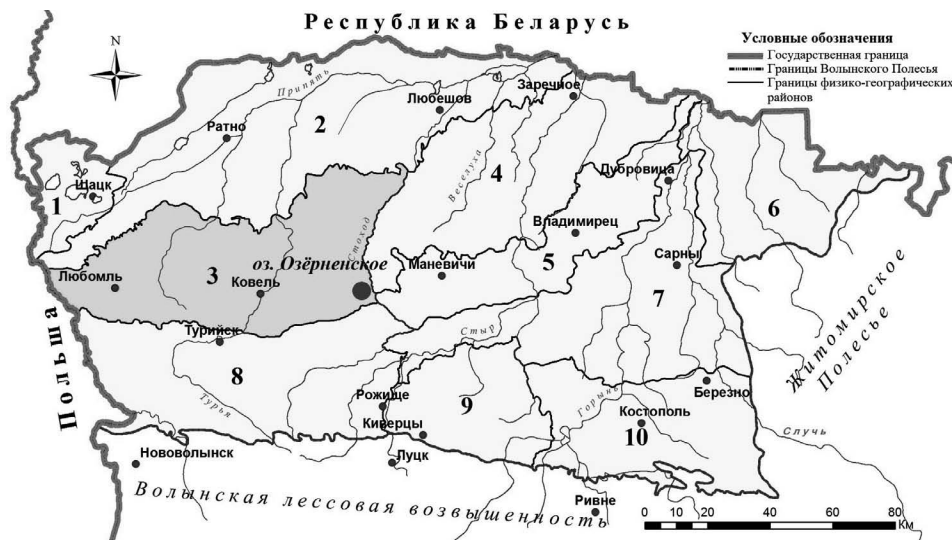 Республика Беларусь
Условные обозначения
Государственная граница
Границы Волынского Полесья
Границы физико-географических
районов
N
Припять
Любешов
Заречное
Ратно
2
Веселуха
4
Дубровица
Шацк
1
6
Стоход
Владимирец
оз. Озёрненское
Маневичи
5
Сарны
3
Любомль
Ковель
7
Польша
Турийск
Стыр
Житомирское
Полесье
8
Рожище
9
Горынь
Березно
Турья
Киверцы
Костополь
10
Случь
Нововолынск
Луцк
Волынская лессовая возвышенность
Ривне
0 10 20 40 60 80
Км